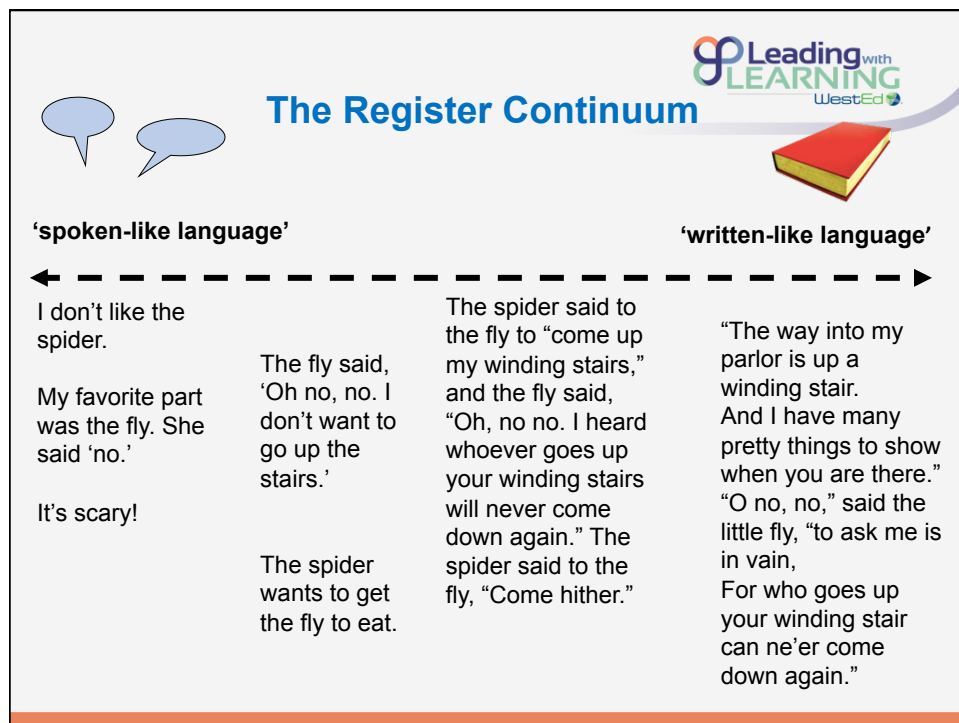 Leading with
LEARNING
WestEd
The Register Continuum
‘spoken-like language’
‘written-like language’
I don’t like the
spider.
My favorite part
was the fly. She
said ‘no.’
It’s scary!
The fly said,
‘Oh no, no. I
don’t want to
go up the
stairs.’
The spider
wants to get
the fly to eat.
The spider said to
the fly to “come up
my winding stairs,”
and the fly said,
“Oh, no no. I heard
whoever goes up
your winding stairs
will never come
down again.” The
spider said to the
fly, “Come hither.”
“The way into my
parlor is up a
winding stair.
And I have many
pretty things to show
when you are there.”
“O no, no,” said the
little fly, “to ask me is
in vain,
For who goes up
your winding stair
can ne’er come
down again.”